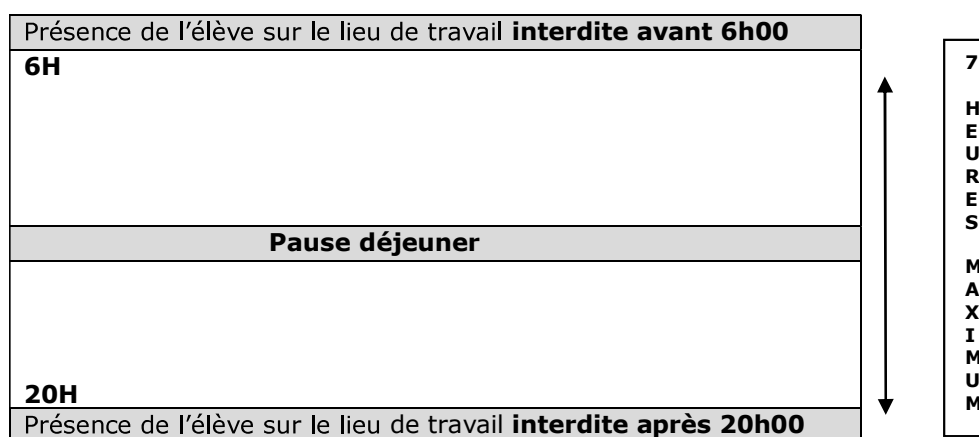 Présence de l’élève sur le lieu de travail interdite avant 6h00
6H
Pause déjeuner
20H
Présence de l’élève sur le lieu de travail interdite après 20h00
7
H
E
U
R
E
S
M
A
X
I
M
U
M